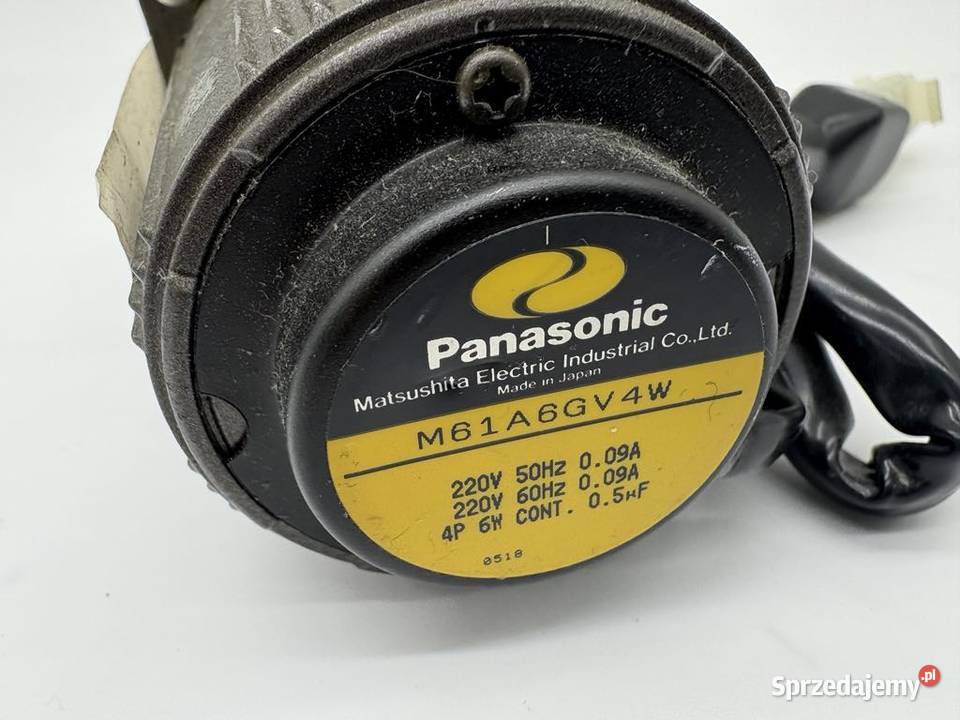 Panasonic
Matsushita Electric Industrial Co.,Ltd.
Made in Japan
M61A6GV4W
220V 50Hz 0.09A
220V 60Hz 0.09A
4P 6W CONT. 0.5µF
0518
Sprzedajemy.pl